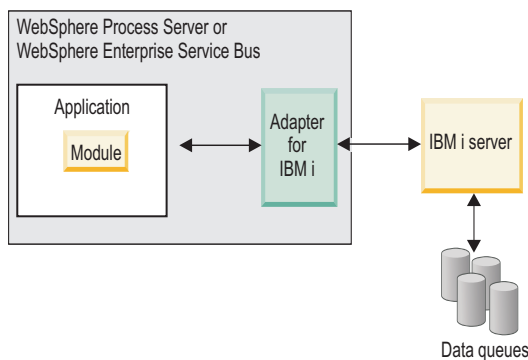 WebSphere Process Server or
WebSphere Enterprise Service Bus
Application
Module
Adapter
for
IBM i
IBM i server
Data queues